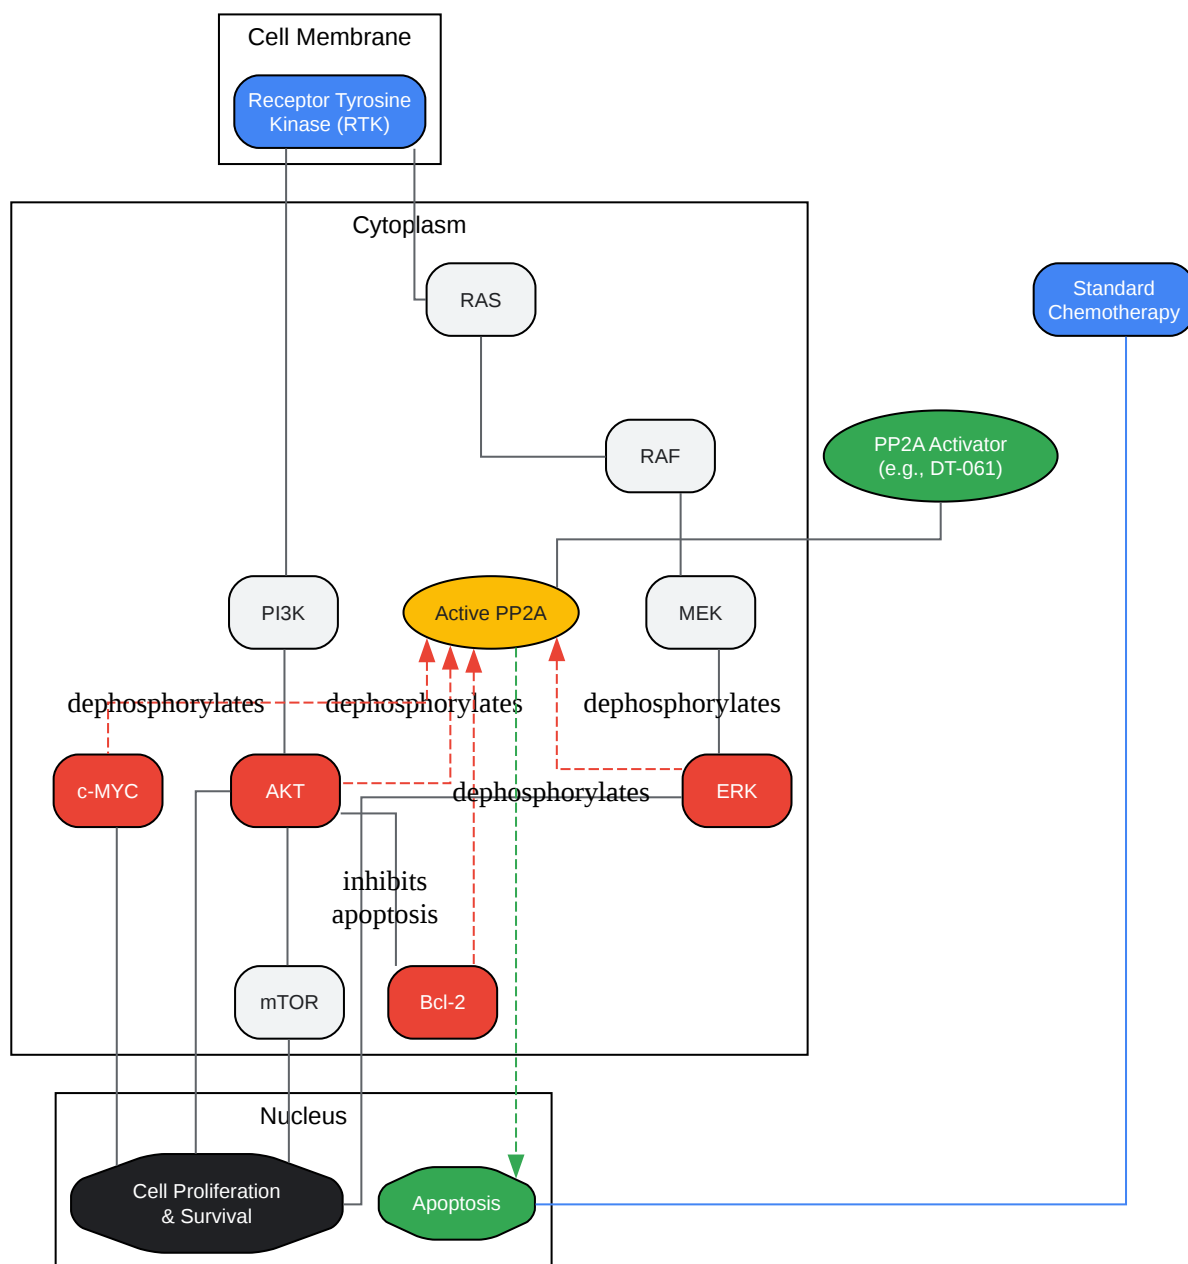 Cell Membrane
Receptor Tyrosine
Kinase (RTK)
Cytoplasm
RAS
Standard
Chemotherapy
RAF
PP2A Activator
(e.g., DT-061)
PI3K
Active PP2A
MEK
dephosphorylates
dephosphorylates
dephosphorylates
c-MYC
AKT
dephosphorylates
ERK
inhibits
apoptosis
mTOR
Bcl-2
Nucleus
Cell Proliferation
& Survival
Apoptosis